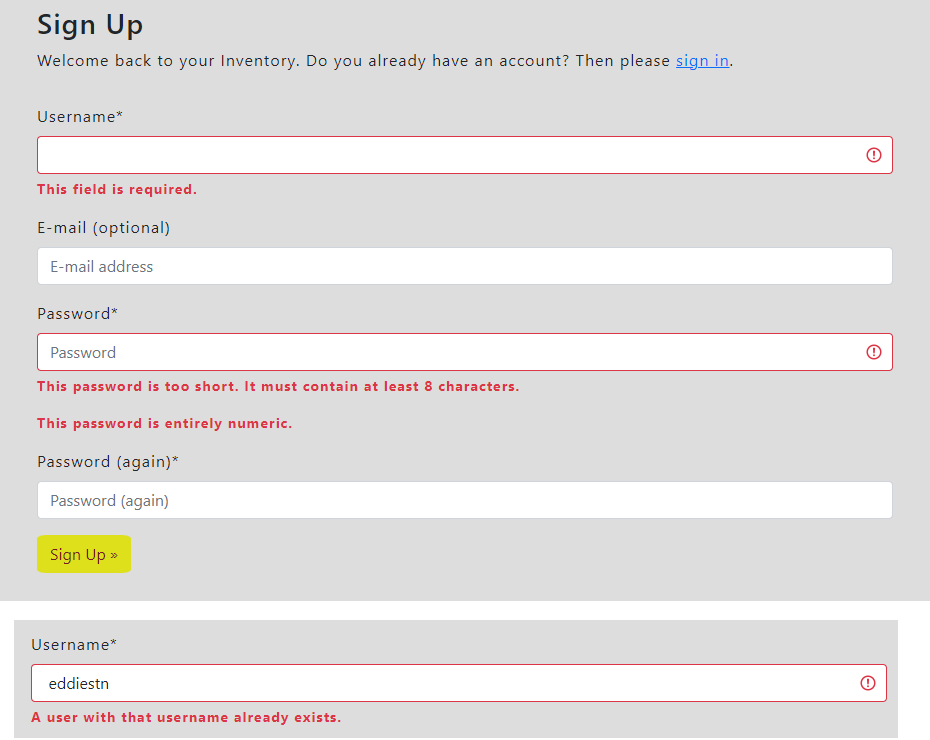 Sign Up
Welcome back to your Inventory. Do you already have an account? Then please sign in.
Username*
This field is required.
E-mail (optional)
E-mail address
Password*
Password
This password is too short. It must contain at least 8 characters.
This password is entirely numeric.
Password (again)*
Password (again)
Sign Up »
Username*
eddiestn
A user with that username already exists.